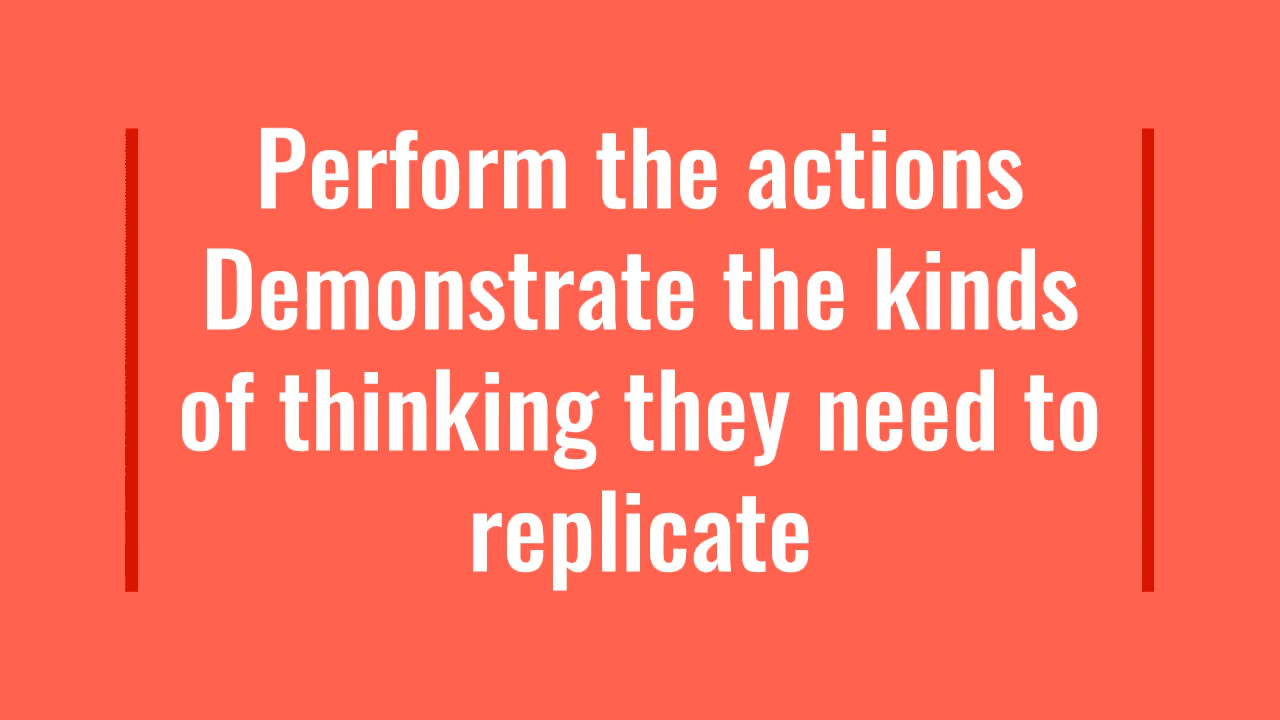 Perform the actions
Demonstrate the kinds
of thinking they need to
replicate